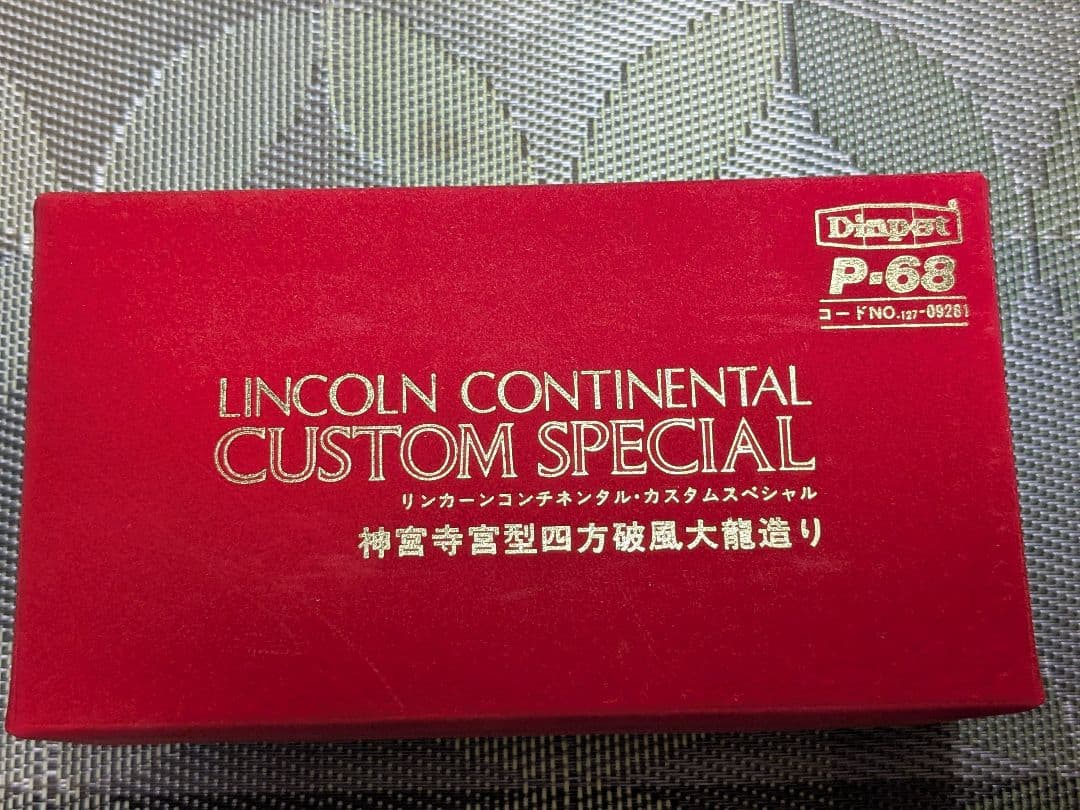 Dinpet
P-68
コードNO.127-09281
LINCOLN CONTINENTAL
CUSTOM SPECIAL
リンカーンコンチネンタル・カスタムスペシャル
神宮寺宮型四方破風大龍造り